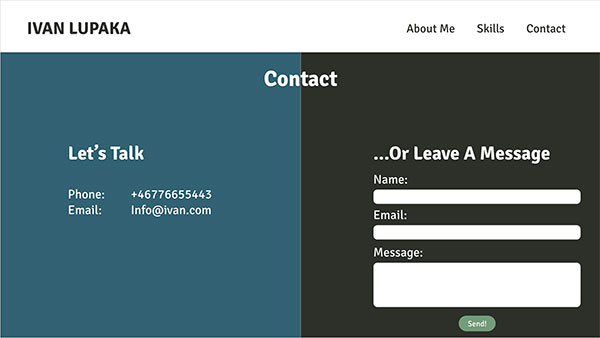 IVAN LUPAKA
About Me Skills Contact
Contact
Let’s Talk
Phone: +46776655443
Email: Info@ivan.com
...Or Leave A Message
Name:
Email:
Message:
Send!